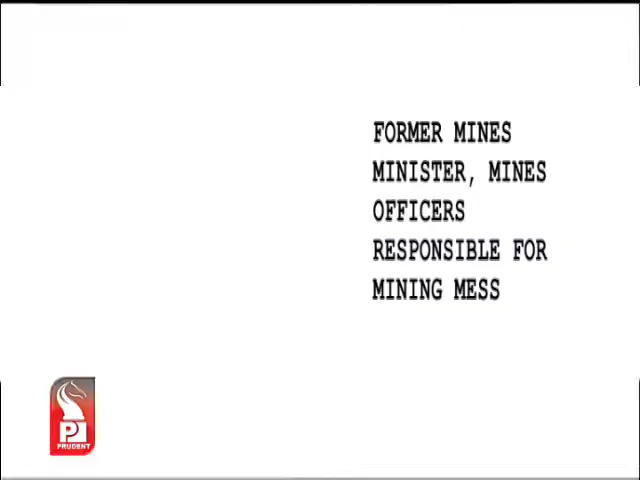 FORMER MINES
MINISTER, MINES
OFFICERS
RESPONSIBLE FOR
MINING MESS
P
PRUDENT